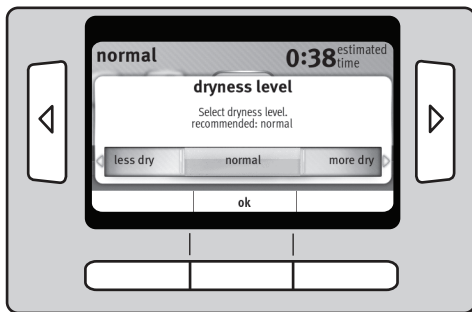 normal 0:38 estimated time
dryness level
Select dryness level.
recommended: normal
less dry normal more dry
ok